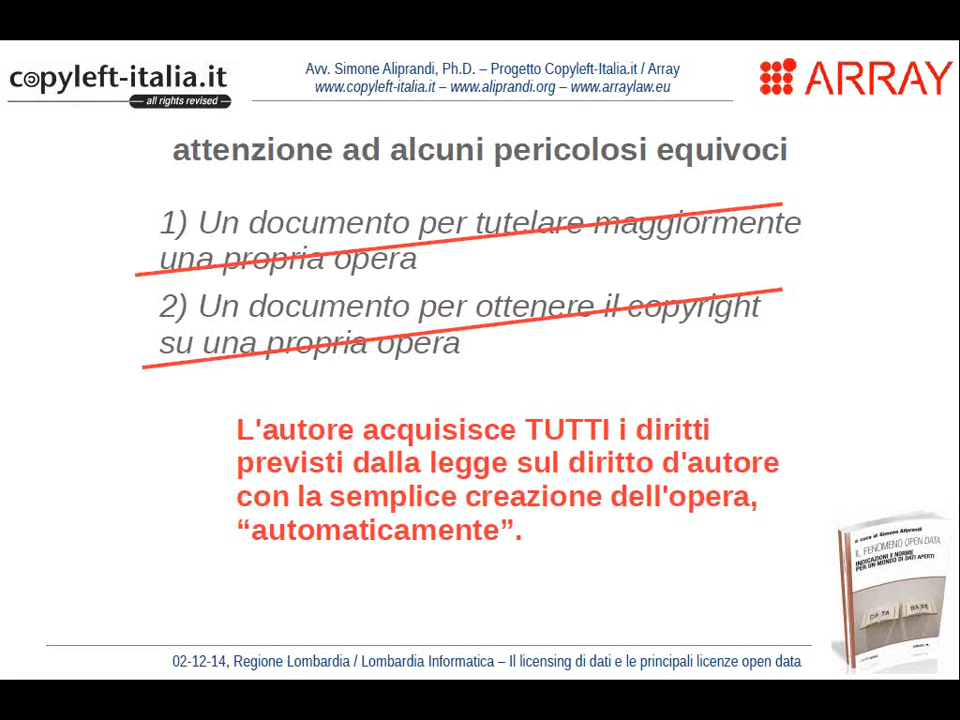 copyleft-italia.it
all rights revised
Avv. Simone Aliprandi, Ph.D. – Progetto Copyleft-Italia.it / Array
www.copyleft-italia.it – www.aliprandi.org – www.arraylaw.eu
ARRAY
attenzione ad alcuni pericolosi equivoci
1) Un documento per tutelare maggiormente
una propria opera
2) Un documento per ottenere il copyright
su una propria opera
L'autore acquisisce TUTTI i diritti
previsti dalla legge sul diritto d'autore
con la semplice creazione dell'opera,
“automaticamente”.
a cura di Simone Aliprandi
IL FENOMENO OPEN DATA
INDICAZIONI E NORME
PER UN MONDO DI DATI APERTI
DATA
BASE
02-12-14, Regione Lombardia / Lombardia Informatica – Il licensing di dati e le principali licenze open data